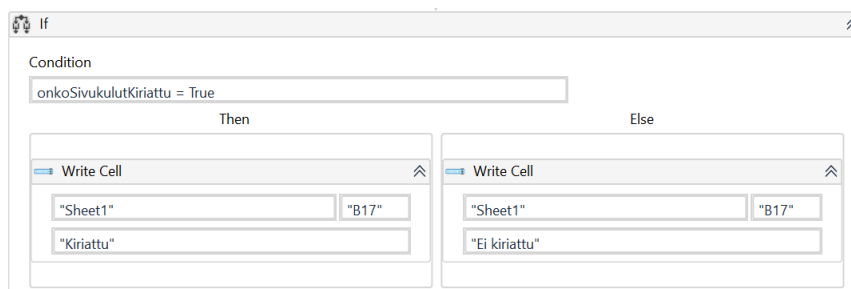 If
Condition
onkoSivukulutKiriattu = True
Then Else
Write Cell Write Cell
"Sheet1" "B17" "Sheet1" "B17"
"Kiriattu" "Ei kiriattu"